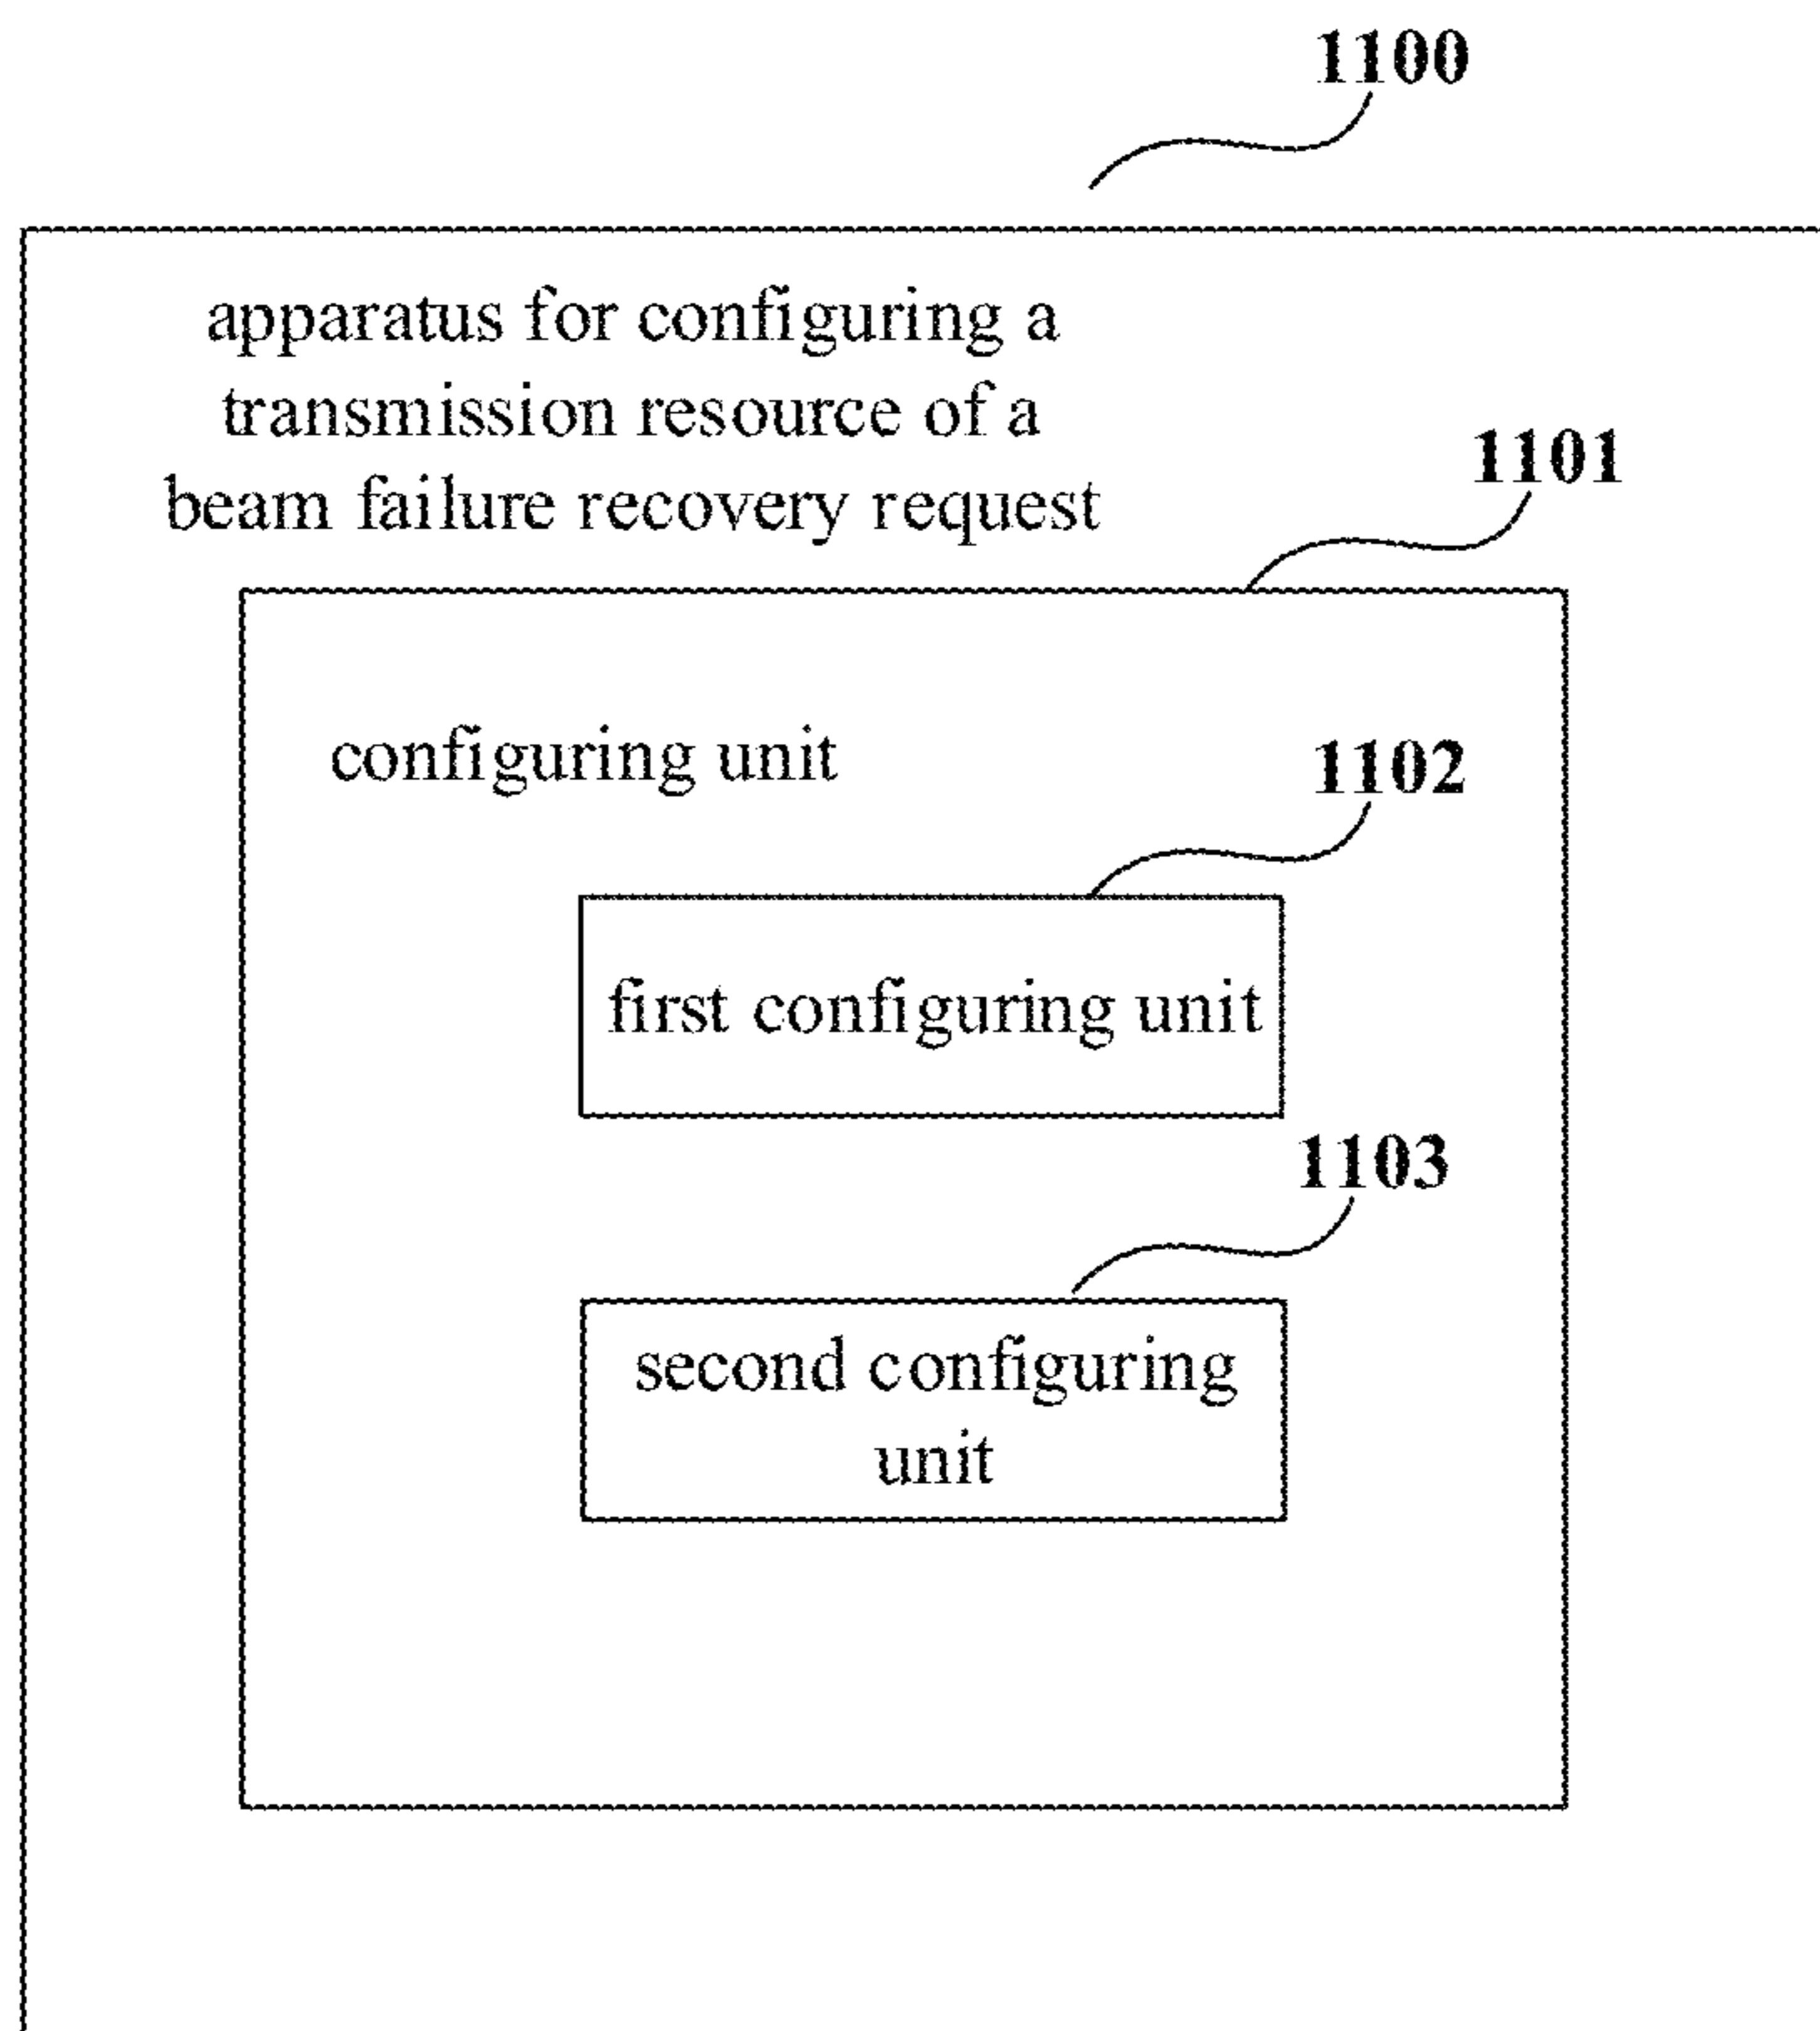 1100
apparatus for configuring a
transmission resource of a
beam failure recovery request
1101
configuring unit
1102
first configuring unit
1103
second configuring
unit